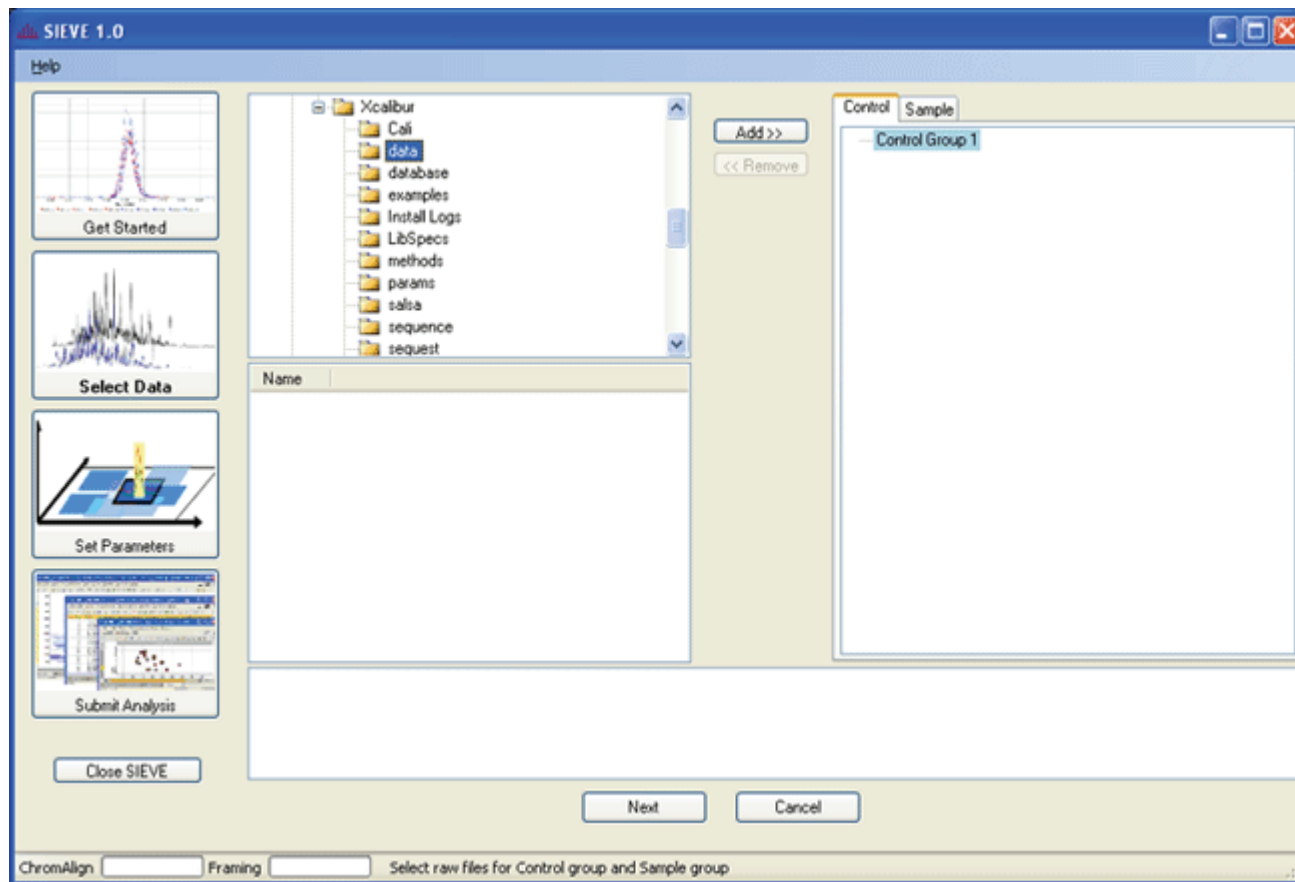 SIEVE 1.0
Help
Get Started
Select Data
Set Parameters
Submit Analysis
Close SIEVE
Xcalibur
Cali
data
database
examples
Install Logs
LibSpecs
methods
params
salsa
sequence
sequest
Name
Add >>
<< Remove
Control Sample
Control Group 1
Next Cancel
ChromAlign Framing Select raw files for Control group and Sample group